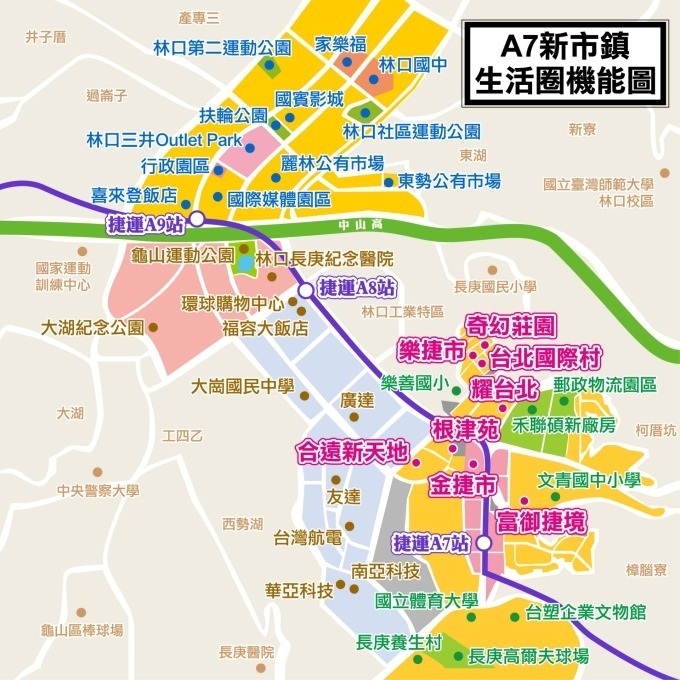 A7新市鎮
生活圈機能圖
產專三
井子厝
林口第二運動公園
家樂福
林口國中
過崙子
國賓影城
扶輪公園
林口社區運動公園
新寮
林口三井Outlet Park
東湖
行政園區
麗林公有市場
東勢公有市場
國立臺灣師範大學
林口校區
喜來登飯店
國際媒體園區
捷運A9站
中山高
龜山運動公園
林口長庚紀念醫院
國家運動
訓練中心
長庚國民小學
捷運A8站
環球購物中心
林口工業特區
福容大飯店
大湖紀念公園
奇幻莊園
樂捷市
台北國際村
大崗國民中學
樂善國小
耀台北
郵政物流園區
廣達
大湖
禾聯碩新廠房
根津苑
柯厝坑
工四乙
合遠新天地
金捷市
文青國中小學
中央警察大學
友達
富御捷境
西勢湖
台灣航電
捷運A7站
樟腦寮
南亞科技
華亞科技
國立體育大學
台塑企業文物館
龜山區棒球場
長庚養生村
長庚醫院
長庚高爾夫球場